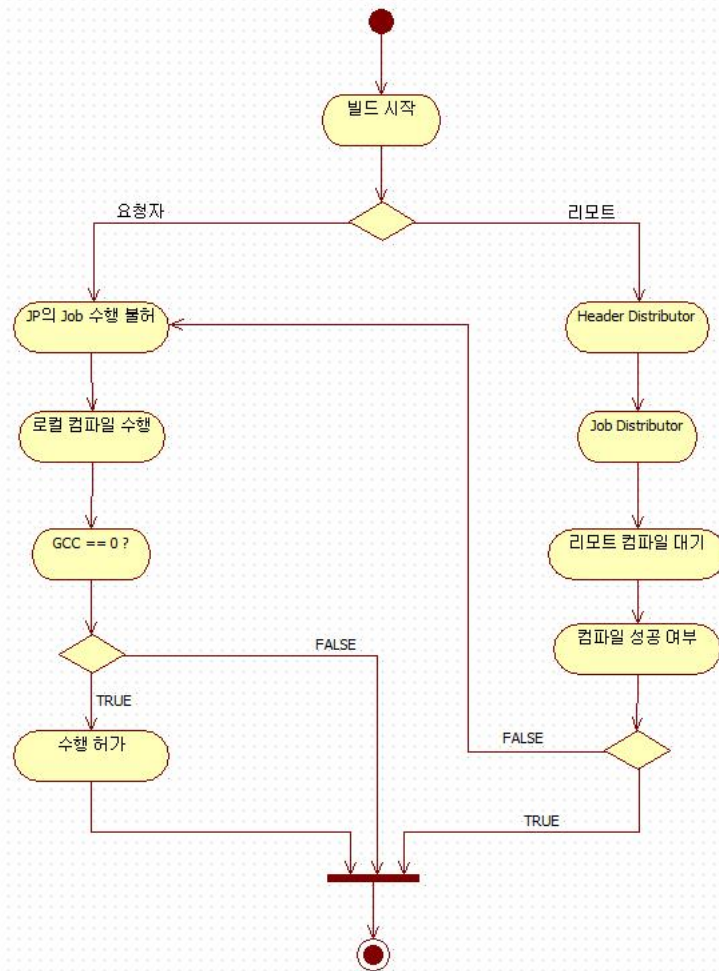 빌드 시작
요청자
리모트
JP의 Job 수행 불허
Header Distributor
로컬 컴파일 수행
Job Distributor
GCC == 0 ?
리모트 컴파일 대기
컴파일 성공 여부
FALSE
TRUE
수행 허가
FALSE
TRUE